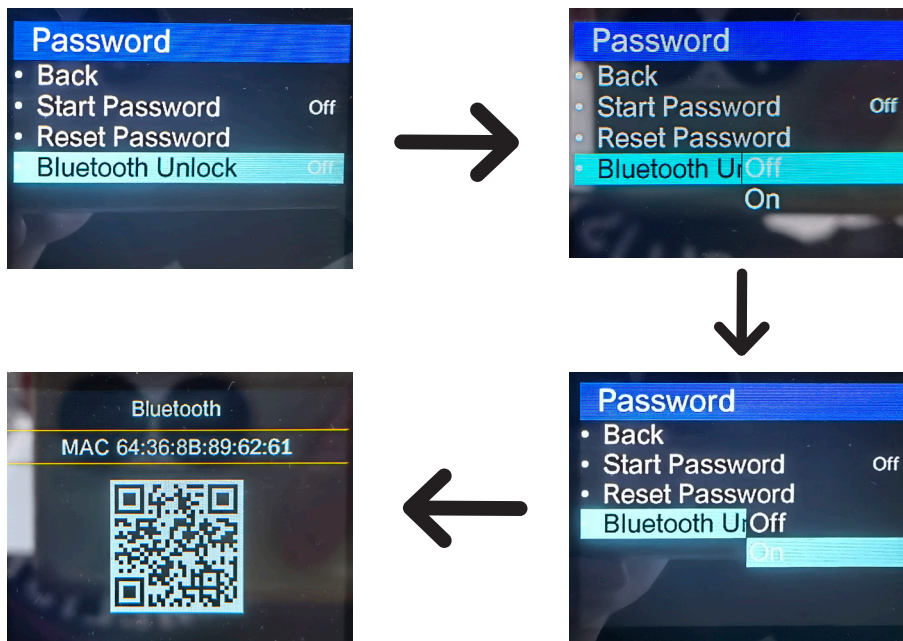 Password
Back
Start Password Off
Reset Password
Bluetooth Unlock Off
Password
Back
Start Password Off
Reset Password
Bluetooth Un Off
On
Password
Back
Start Password Off
Reset Password
Bluetooth Un Off
On
Bluetooth
MAC 64:36:8B:89:62:61